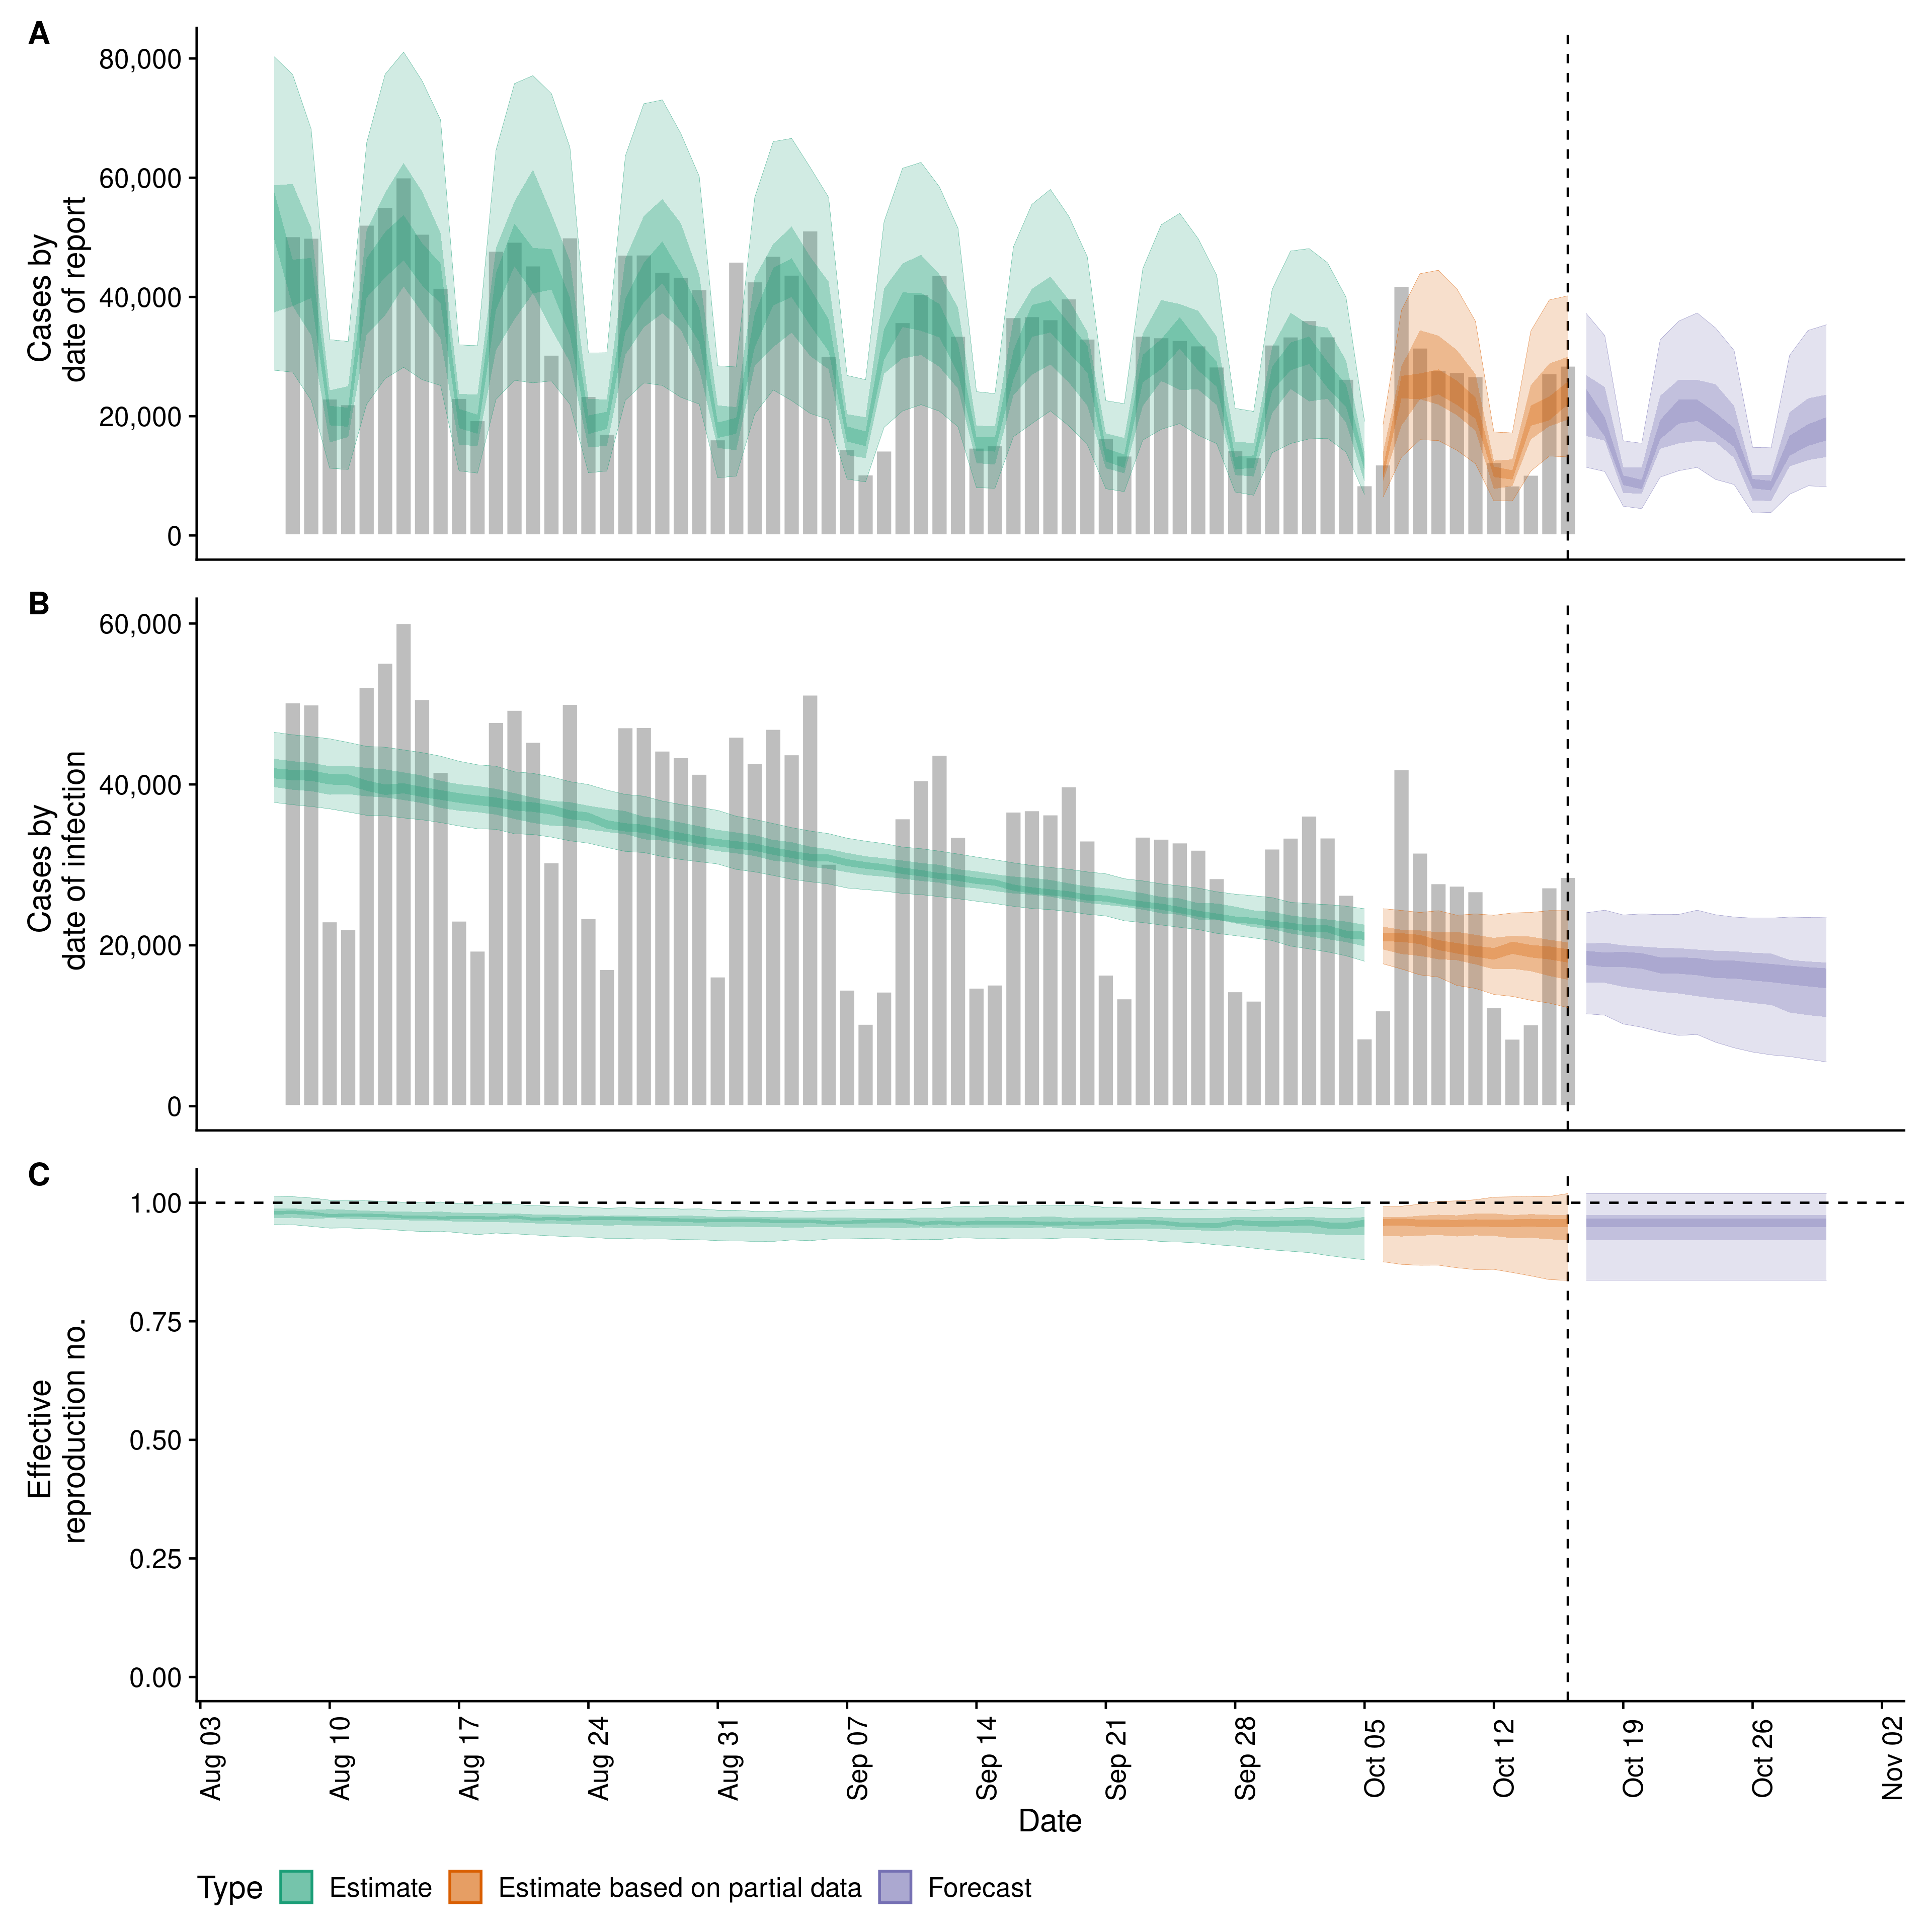 A
80,000
60,000
40,000
20,000
0
Cases by
date of report
B
60,000
40,000
20,000
0
Cases by
date of infection
C
1.00
0.75
0.50
0.25
0.00
Effective
reproduction no.
Aug 03
Aug 10
Aug 17
Aug 24
Aug 31
Sep 07
Sep 14
Sep 21
Sep 28
Oct 05
Oct 12
Oct 19
Oct 26
Nov 02
Date
Type Estimate Estimate based on partial data Forecast